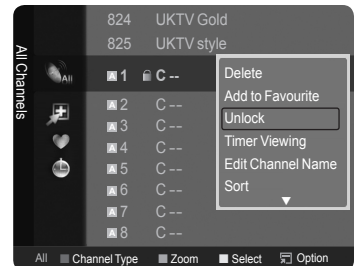 824 UKTV Gold
825 UKTV style
All Channels
All
A 1 C --
A 2 C --
A 3 C --
A 4 C --
A 5 C --
A 6 C --
A 7 C --
A 8 C --
Delete
Add to Favourite
Unlock
Timer Viewing
Edit Channel Name
Sort
All Channel Type Zoom Select Option